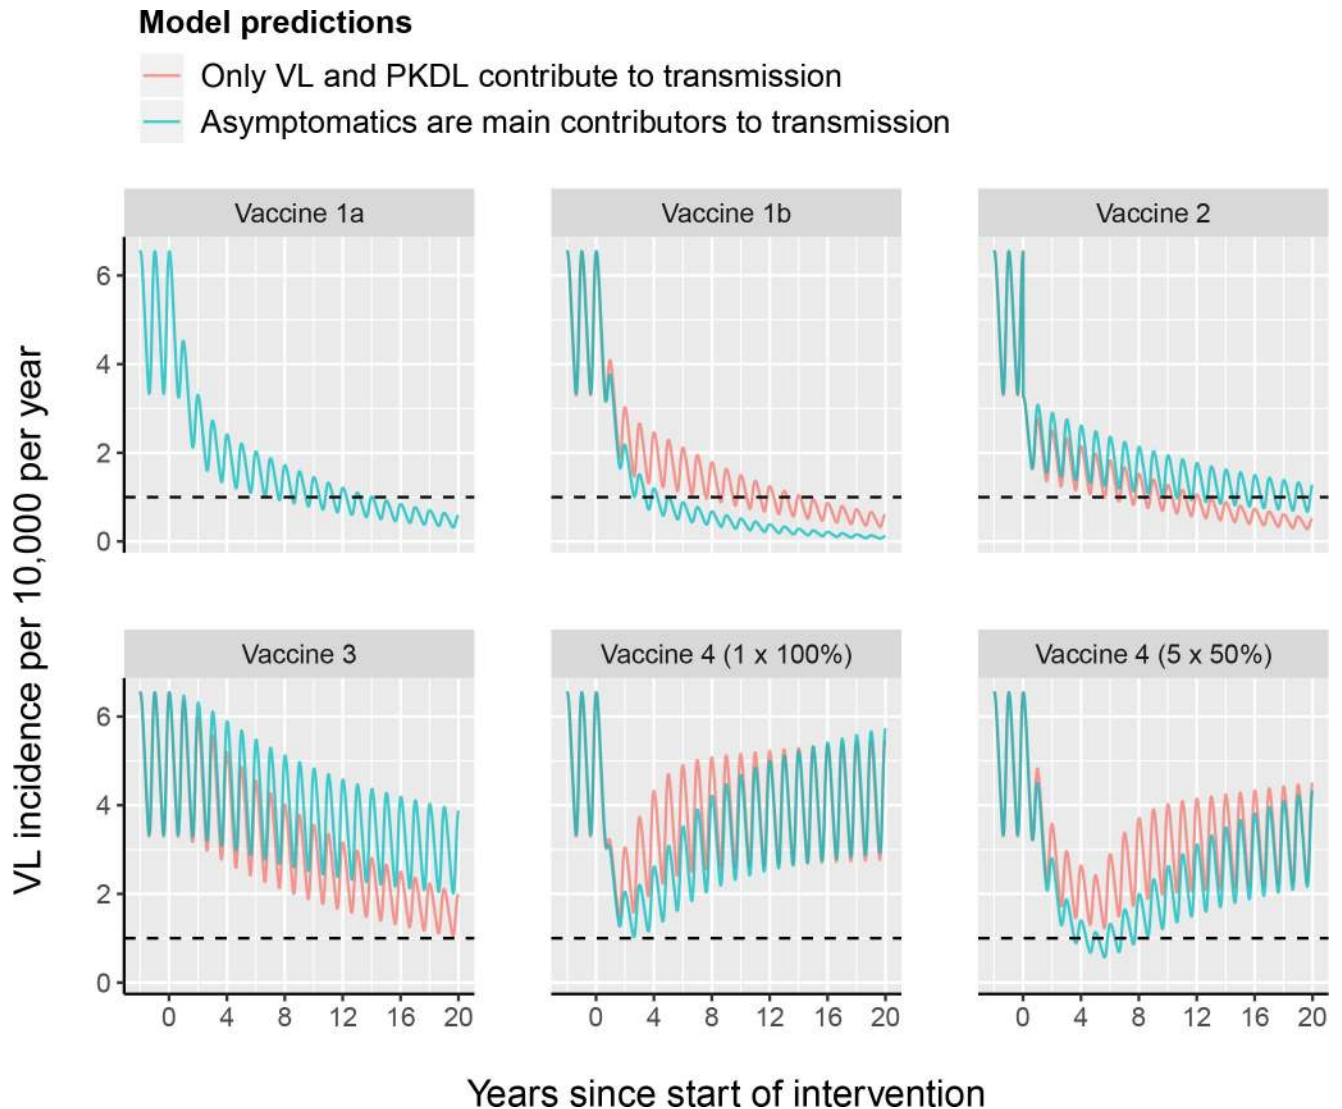 Model predictions
Only VL and PKDL contribute to transmission
Asymptomatics are main contributors to transmission
Vaccine 1a
Vaccine 1b
Vaccine 2
6
4
2
0
Vaccine 3
Vaccine 4 (1 x 100%)
Vaccine 4 (5 x 50%)
6
4
2
0
0 4 8 12 16 20
0 4 8 12 16 20
0 4 8 12 16 20
VL incidence per 10,000 per year
Years since start of intervention